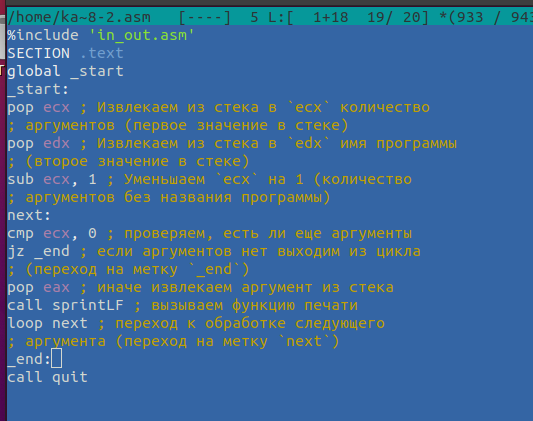 /home/ka~8-2.asm [----] 5 L:[ 1+18 19/ 20] *(933 / 943
%include 'in_out.asm'
SECTION .text
global _start
_start:
pop ecx ; Извлекаем из стека в `ecx` количество
; аргументов (первое значение в стеке)
pop edx ; Извлекаем из стека в `edx` имя программы
; (второе значение в стеке)
sub ecx, 1 ; Уменьшаем `ecx` на 1 (количество
; аргументов без названия программы)
next:
cmp ecx, 0 ; проверяем, есть ли еще аргументы
jz _end ; если аргументов нет выходим из цикла
; (переход на метку `_end`)
pop eax ; иначе извлекаем аргумент из стека
call sprintLF ; вызываем функцию печати
loop next ; переход к обработке следующего
; аргумента (переход на метку `next`)
_end:
call quit